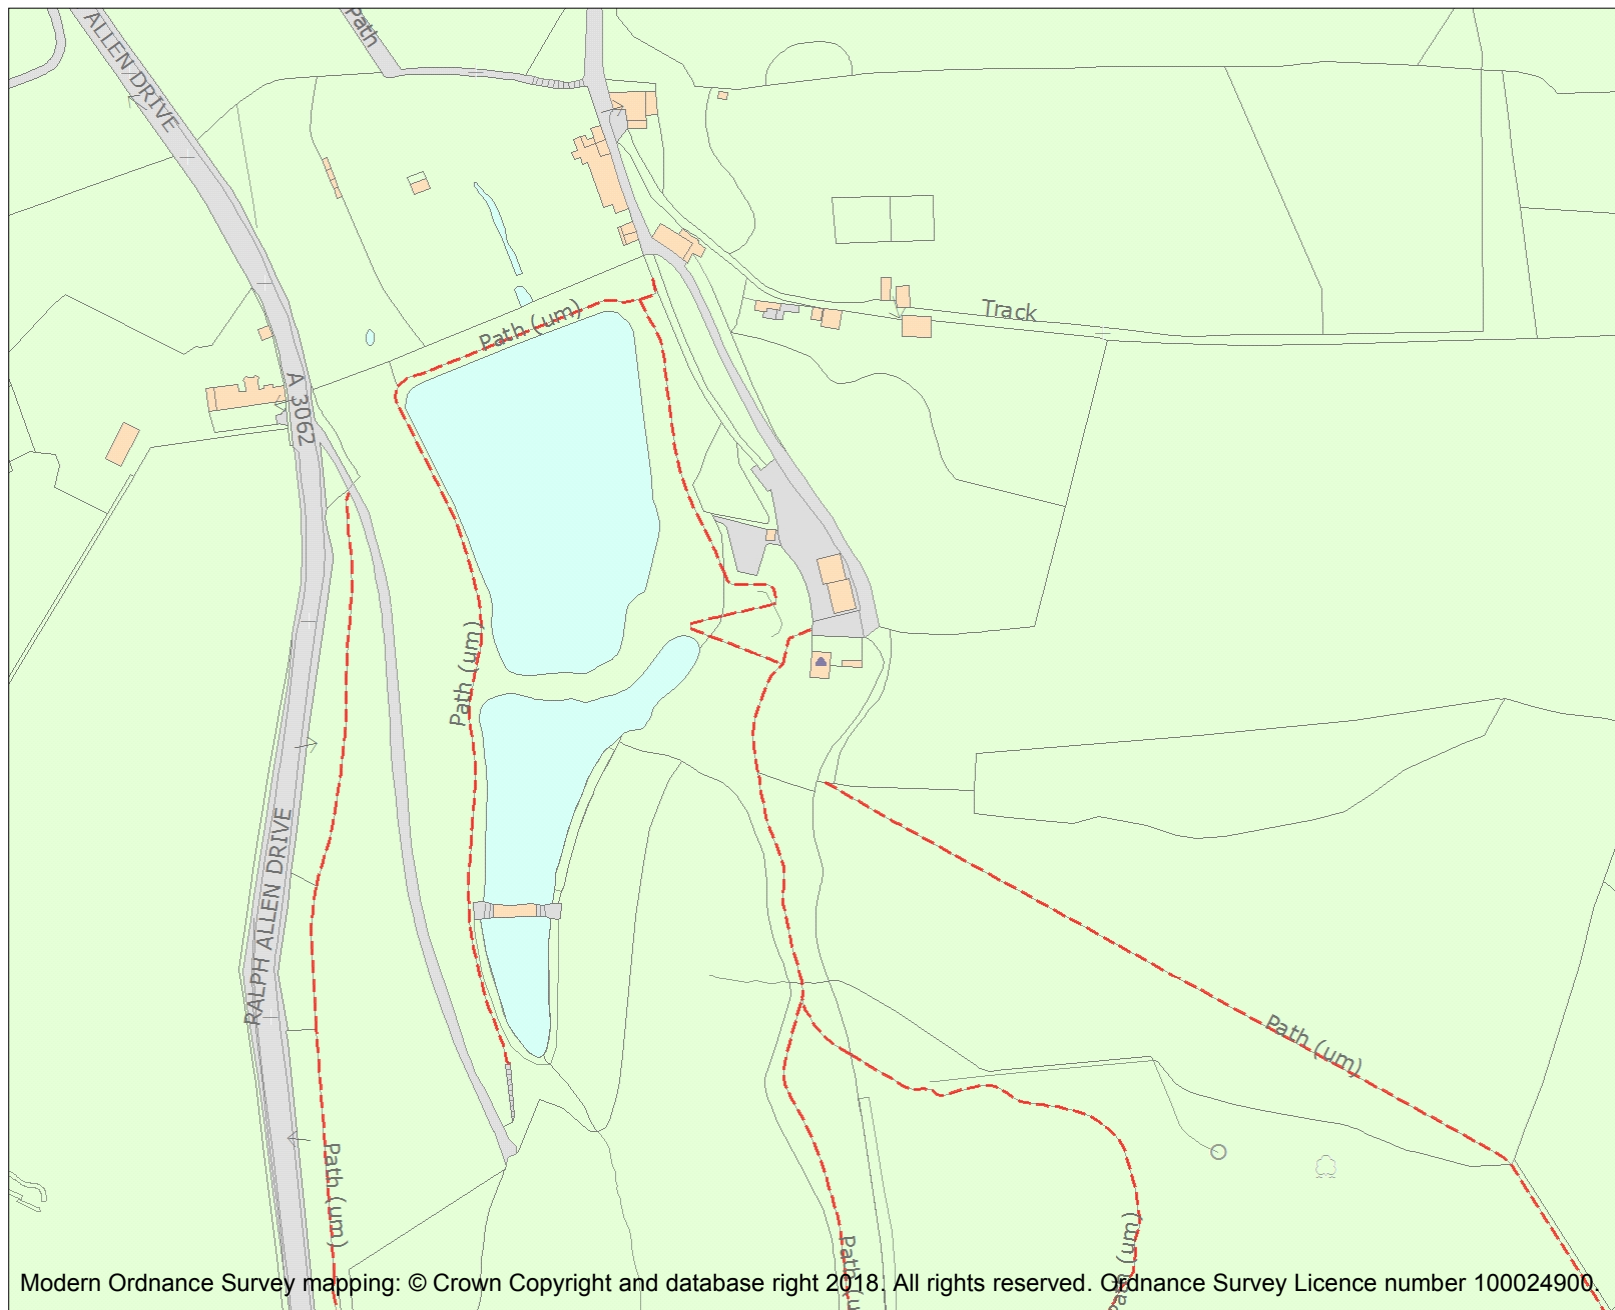 Path
ALLEN DRIVE
Track
Path (um)
A 3062
Path (um)
RALPH ALLEN DRIVE
Path (um)
Path (um)
Path (um)
Path (u
Modern Ordnance Survey mapping: © Crown Copyright and database right 2018. All rights reserved. Ordnance Survey Licence number 100024900.